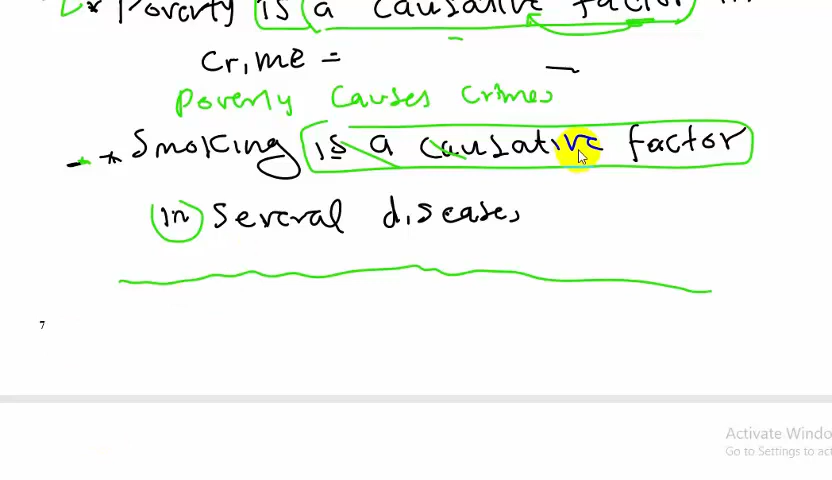 * Poverty is a causative factor in
crime =
Poverty causes crimes
* Smoking is a causative factor
in several diseases
7
Activate Windo
Go to Settings to act